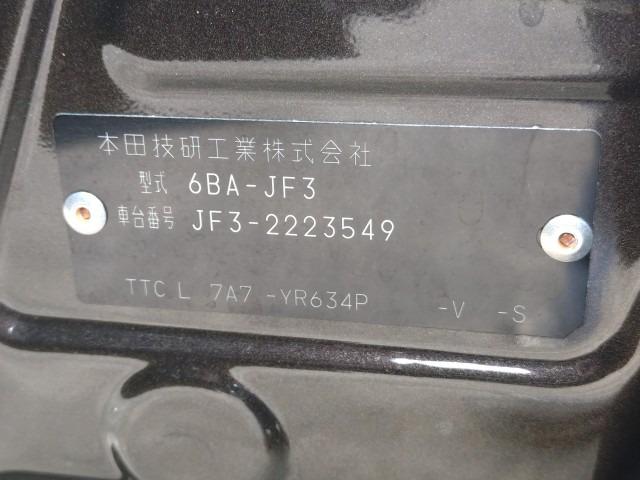 本田技研工業株式会社
型式 6BA-JF3
車台番号 JF3-2223549
TTC L 7A7 -YR634P -V -S